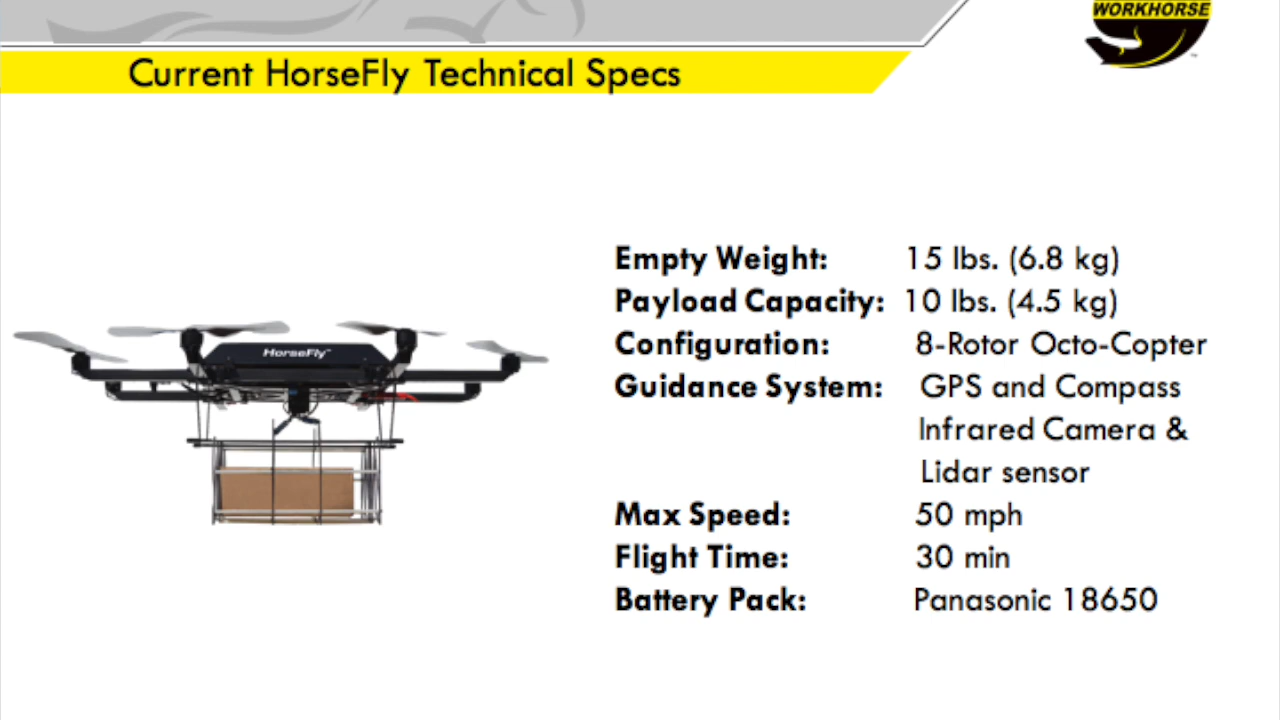 WORKHORSE
Current HorseFly Technical Specs
Empty Weight: 15 lbs. (6.8 kg)
Payload Capacity: 10 lbs. (4.5 kg)
HorseFly™
Configuration: 8-Rotor Octo-Copter
Guidance System: GPS and Compass
Infrared Camera &
Lidar sensor
Max Speed: 50 mph
Flight Time: 30 min
Battery Pack: Panasonic 18650